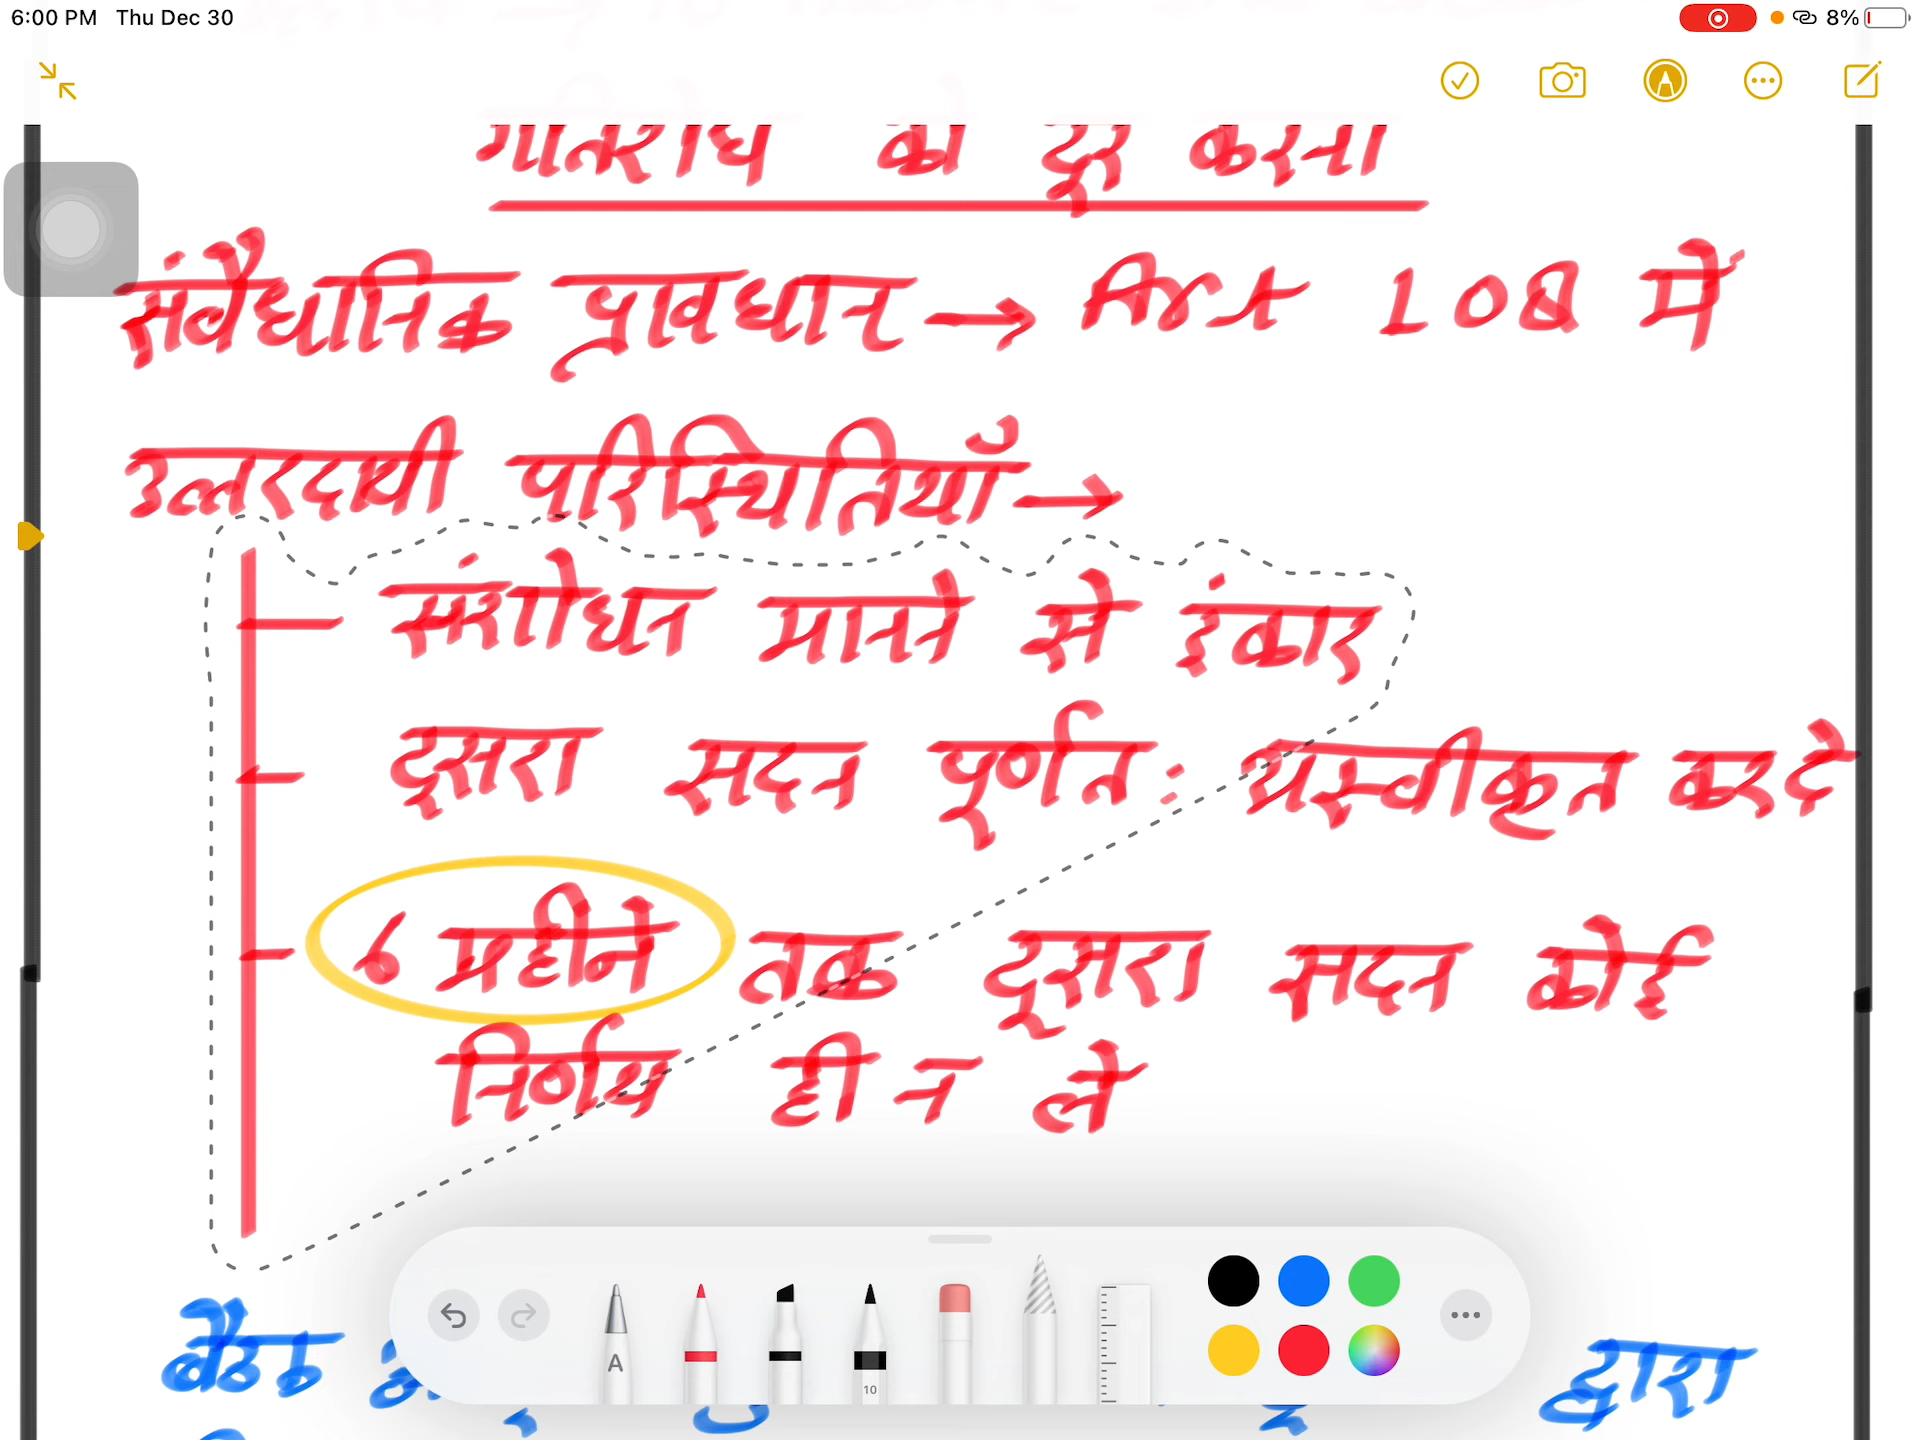 6:00 PM Thu Dec 30
8%
गतिरोध को दूर करना
संवैधानिक प्रावधान → Art 108 में
उत्तरदायी परिस्थितियाँ →
संशोधन मानने से इंकार
दूसरा सदन पूर्णत: अस्वीकृत कर दे
6 महीने तक दूसरा सदन कोई
निर्णय ही न ले
A
10
बैठक
द्वारा